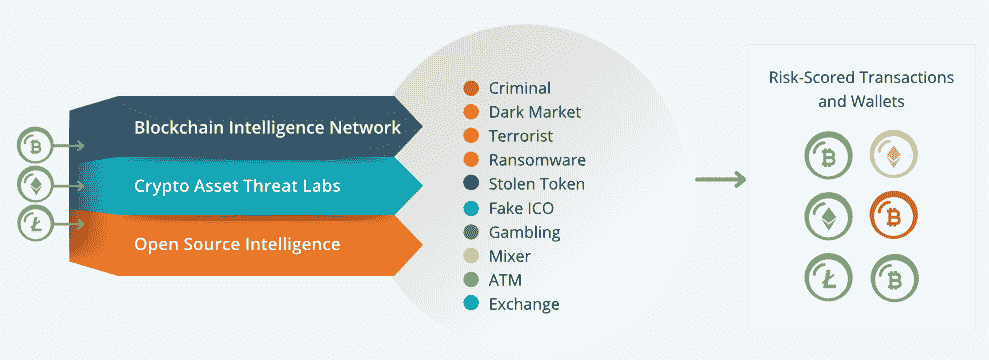 Blockchain Intelligence Network
Crypto Asset Threat Labs
Open Source Intelligence
Criminal
Dark Market
Terrorist
Ransomware
Stolen Token
Fake ICO
Gambling
Mixer
ATM
Exchange
Risk-Scored Transactions
and Wallets